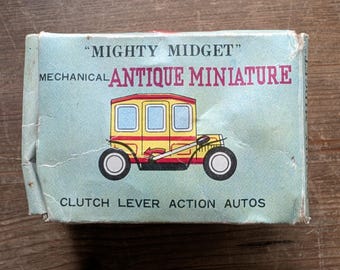 "MIGHTY MIDGET"
MECHANICAL ANTIQUE MINIATURE
CLUTCH LEVER ACTION AUTOS